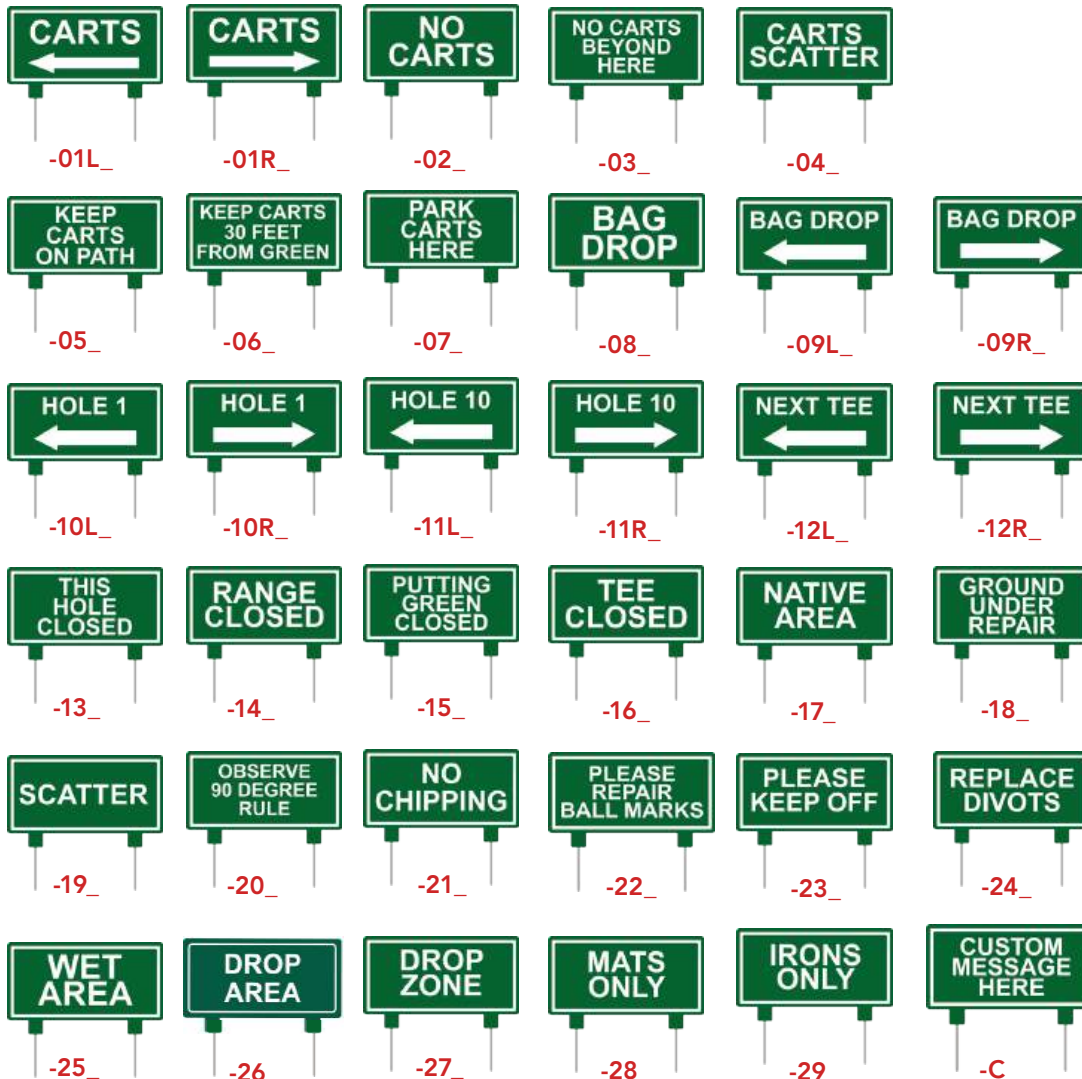 CARTS
CARTS
NO
CARTS
NO CARTS
BEYOND
HERE
CARTS
SCATTER
-01L_
-01R_
-02_
-03_
-04_
KEEP
CARTS
ON PATH
KEEP CARTS
30 FEET
FROM GREEN
PARK
CARTS
HERE
BAG
DROP
BAG DROP
BAG DROP
-05_
-06_
-07_
-08_
-09L_
-09R_
HOLE 1
HOLE 1
HOLE 10
HOLE 10
NEXT TEE
NEXT TEE
-10L_
-10R_
-11L_
-11R_
-12L_
-12R_
THIS
HOLE
CLOSED
RANGE
CLOSED
PUTTING
GREEN
CLOSED
TEE
CLOSED
NATIVE
AREA
GROUND
UNDER
REPAIR
-13_
-14_
-15_
-16_
-17_
-18_
SCATTER
OBSERVE
90 DEGREE
RULE
NO
CHIPPING
PLEASE
REPAIR
BALL MARKS
PLEASE
KEEP OFF
REPLACE
DIVOTS
-19_
-20_
-21_
-22_
-23_
-24_
WET
AREA
DROP
AREA
DROP
ZONE
MATS
ONLY
IRONS
ONLY
CUSTOM
MESSAGE
HERE
-25_
-26
-27_
-28
-29
-C